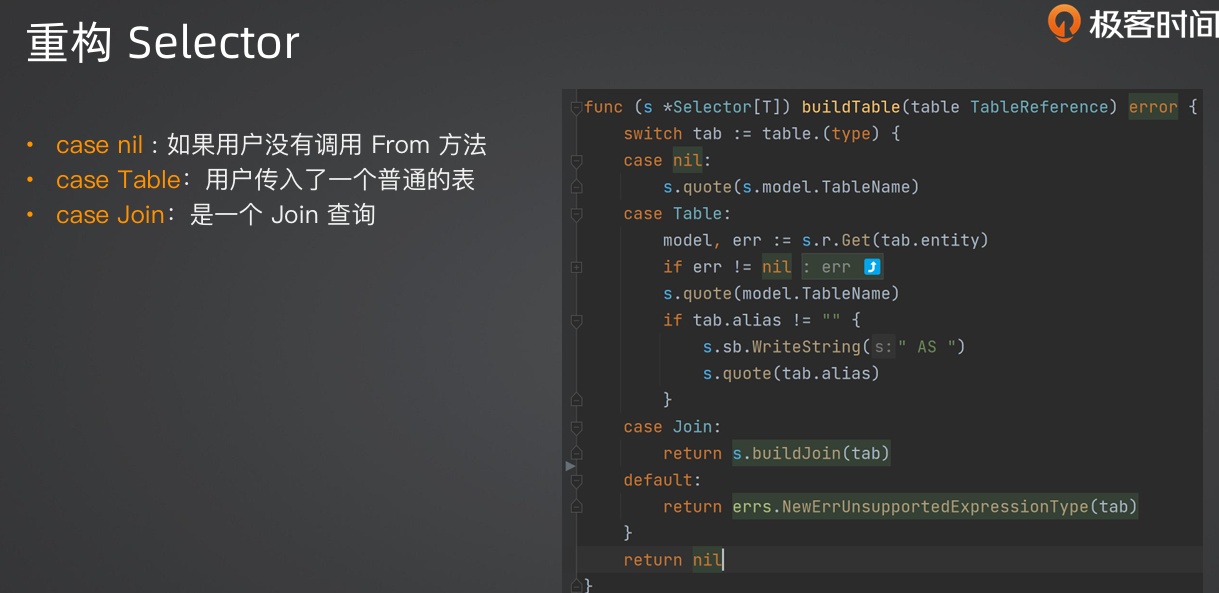 重构 Selector
极客时间
• case nil : 如果用户没有调用 From 方法
• case Table: 用户传入了一个普通的表
• case Join: 是一个 Join 查询
func (s *Selector[T]) buildTable(table TableReference) error {
switch tab := table.(type) {
case nil:
s.quote(s.model.TableName)
case Table:
model, err := s.r.Get(tab.entity)
if err != nil : err
s.quote(model.TableName)
if tab.alias != "" {
s.sb.WriteString( s: " AS ")
s.quote(tab.alias)
}
case Join:
return s.buildJoin(tab)
default:
return errs.NewErrUnsupportedExpressionType(tab)
}
return nil
}